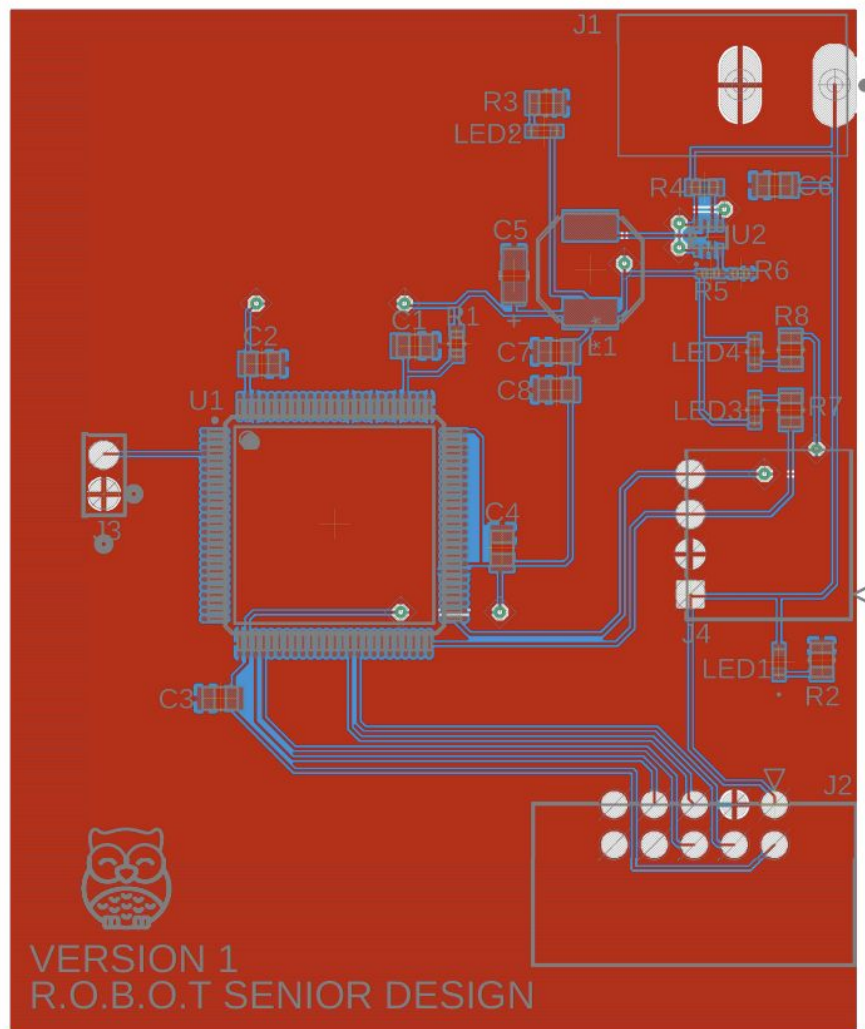 J1
R3
LED2
R4
C6
C5
U2
R5
R6
C1
R1
R8
C2
C7
L1
LED4
C8
U1
LED3
R7
C4
J3
J4
LED1
R2
C3
J2
VERSION 1
R.O.B.O.T SENIOR DESIGN